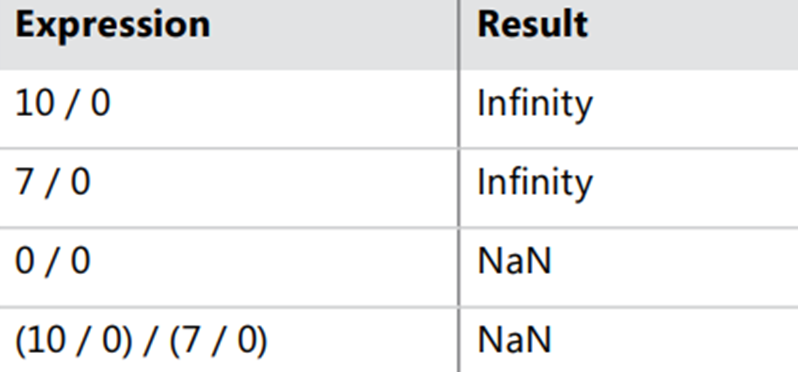 Expression Result
10 / 0 Infinity
7 / 0 Infinity
0 / 0 NaN
(10 / 0) / (7 / 0) NaN